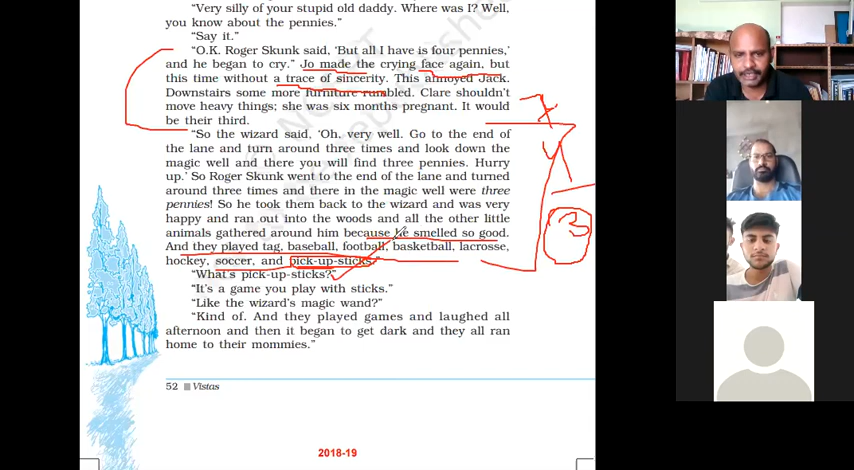 “Very silly of your stupid old daddy. Where was I? Well,
you know about the pennies.”
“Say it.”
“O.K. Roger Skunk said, ‘But all I have is four pennies,’
and he began to cry.” Jo made the crying face again, but
this time without a trace of sincerity. This annoyed Jack.
Downstairs some more furniture rumbled. Clare shouldn’t
move heavy things; she was six months pregnant. It would
be their third.
“So the wizard said, ‘Oh, very well. Go to the end of
the lane and turn around three times and look down the
magic well and there you will find three pennies. Hurry
up.’ So Roger Skunk went to the end of the lane and turned
around three times and there in the magic well were three
pennies! So he took them back to the wizard and was very
happy and ran out into the woods and all the other little
animals gathered around him because he smelled so good.
And they played tag, baseball, football, basketball, lacrosse,
hockey, soccer, and pick-up-sticks.”
“What’s pick-up-sticks?”
“It’s a game you play with sticks.”
“Like the wizard’s magic wand?”
“Kind of. And they played games and laughed all
afternoon and then it began to get dark and they all ran
home to their mommies.”
52 Vistas
2018-19